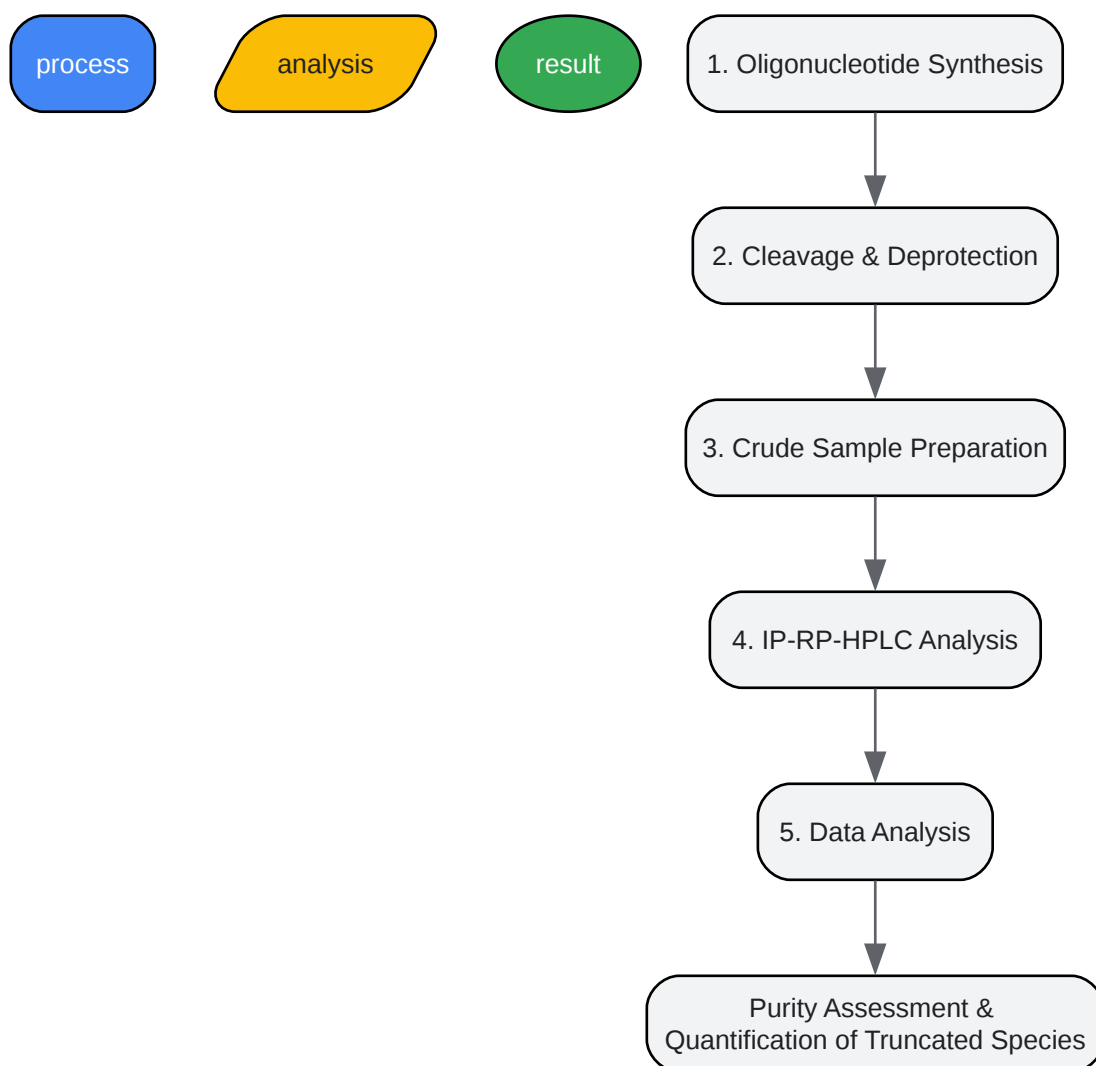 process
analysis
result
1. Oligonucleotide Synthesis
2. Cleavage & Deprotection
3. Crude Sample Preparation
4. IP-RP-HPLC Analysis
5. Data Analysis
Purity Assessment &
Quantification of Truncated Species